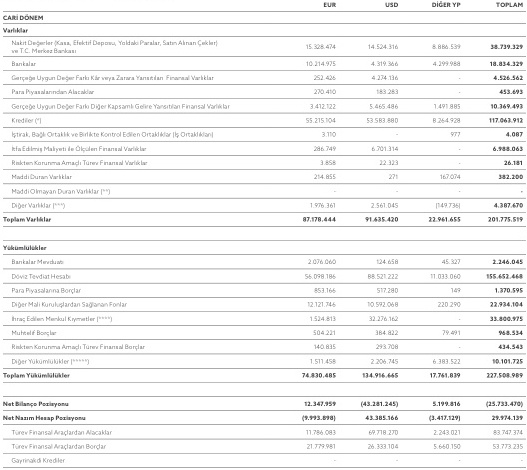 EUR USD DİĞER YP TOPLAM
CARİ DÖNEM
Varlıklar
Nakit Değerler (Kasa, Efektif Deposu, Yoldaki Paralar, Satın Alınan Çekler)
ve T.C. Merkez Bankası 15.328.474 14.524.316 8.886.539 38.739.329
Bankalar 10.214.975 4.319.366 4.299.988 18.834.329
Gerçeğe Uygun Değer Farkı Kâr veya Zarara Yansıtılan Finansal Varlıklar 252.426 4.274.136 - 4.526.562
Para Piyasalarından Alacaklar 270.410 183.283 - 453.693
Gerçeğe Uygun Değer Farkı Diğer Kapsamlı Gelire Yansıtılan Finansal Varlıklar 3.412.122 5.465.486 1.491.885 10.369.493
Krediler (*) 55.215.104 53.583.880 8.264.928 117.063.912
İştirak, Bağlı Ortaklık ve Birlikte Kontrol Edilen Ortaklıklar (İş Ortaklıkları) 3.110 - 977 4.087
İtfa Edilmiş Maliyeti ile Ölçülen Finansal Varlıklar 286.749 6.701.314 - 6.988.063
Riskten Korunma Amaçlı Türev Finansal Varlıklar 3.858 22.323 - 26.181
Maddi Duran Varlıklar 214.855 271 167.074 382.200
Maddi Olmayan Duran Varlıklar (**) - - - -
Diğer Varlıklar (***) 1.976.361 2.561.045 (149.736) 4.387.670
Toplam Varlıklar 87.178.444 91.635.420 22.961.655 201.775.519
Yükümlülükler
Bankalar Mevduatı 2.076.060 124.658 45.327 2.246.045
Döviz Tevdiat Hesabı 56.098.186 88.521.222 11.033.060 155.652.468
Para Piyasalarına Borçlar 853.166 517.280 149 1.370.595
Diğer Mali Kuruluşlardan Sağlanan Fonlar 12.121.746 10.592.068 220.290 22.934.104
İhraç Edilen Menkul Kıymetler (****) 1.524.813 32.276.162 - 33.800.975
Muhtelif Borçlar 504.221 384.822 79.491 968.534
Riskten Korunma Amaçlı Türev Finansal Borçlar 140.835 293.708 - 434.543
Diğer Yükümlülükler (*****) 1.511.458 2.206.745 6.383.522 10.101.725
Toplam Yükümlülükler 74.830.485 134.916.665 17.761.839 227.508.989
Net Bilanço Pozisyonu 12.347.959 (43.281.245) 5.199.816 (25.733.470)
Net Nazım Hesap Pozisyonu (9.993.898) 43.385.166 (3.417.129) 29.974.139
Türev Finansal Araçlardan Alacaklar 11.786.083 69.718.270 2.243.021 83.747.374
Türev Finansal Araçlardan Borçlar 21.779.981 26.333.104 5.660.150 53.773.235
Gayrinakdi Krediler - - - -